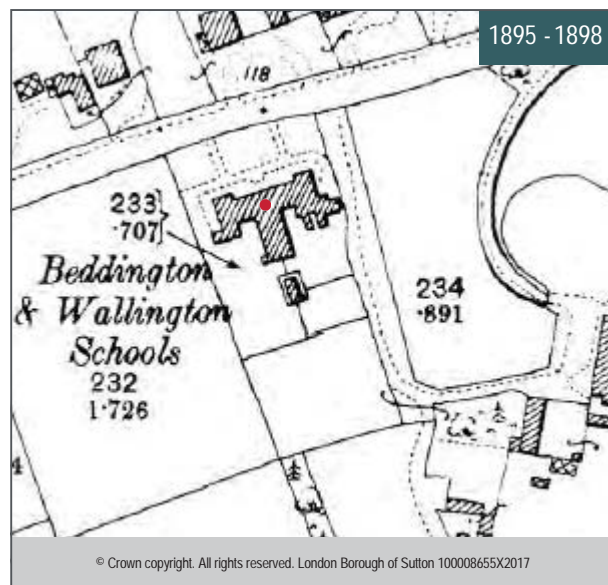 1895 - 1898
118
233
·707
Beddington
& Wallington
Schools
232
1·726
234
·891
4
© Crown copyright. All rights reserved. London Borough of Sutton 100008655X2017